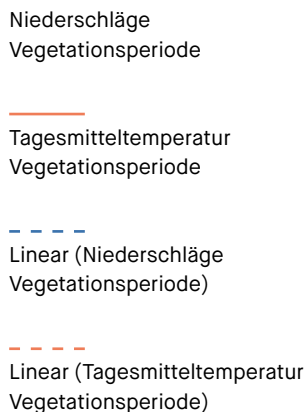 Niederschläge
Vegetationsperiode
Tagesmitteltemperatur
Vegetationsperiode
Linear (Niederschläge
Vegetationsperiode)
Linear (Tagesmitteltemperatur
Vegetationsperiode)